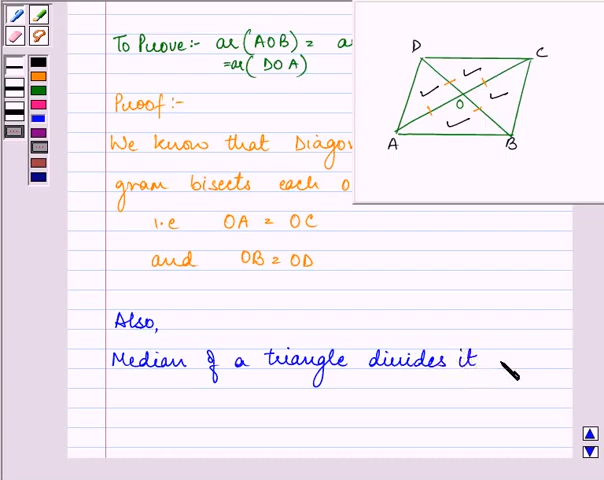 To Prove:- ar(AOB) = a
=ar(DOA)
Proof:-
We know that Diago
gram bisects each o
i.e OA = OC
and OB = OD
Also,
Median of a triangle divides it
D
C
O
A
B